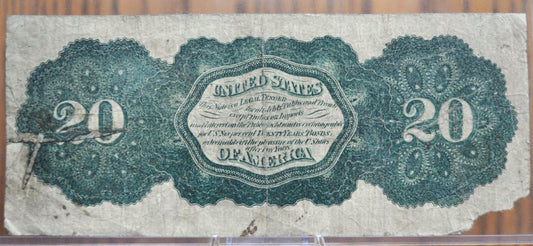 UNITED STATES
This Note is a LEGAL TENDER
for all debts Public and Private
except Duties on Imports
and Interest on the Public Debt and is exchangeable
for U.S. Six per cent TWENTY YEARS BONDS,
redeemable at the pleasure of the U. States
after Five Years
OF AMERICA
20
20